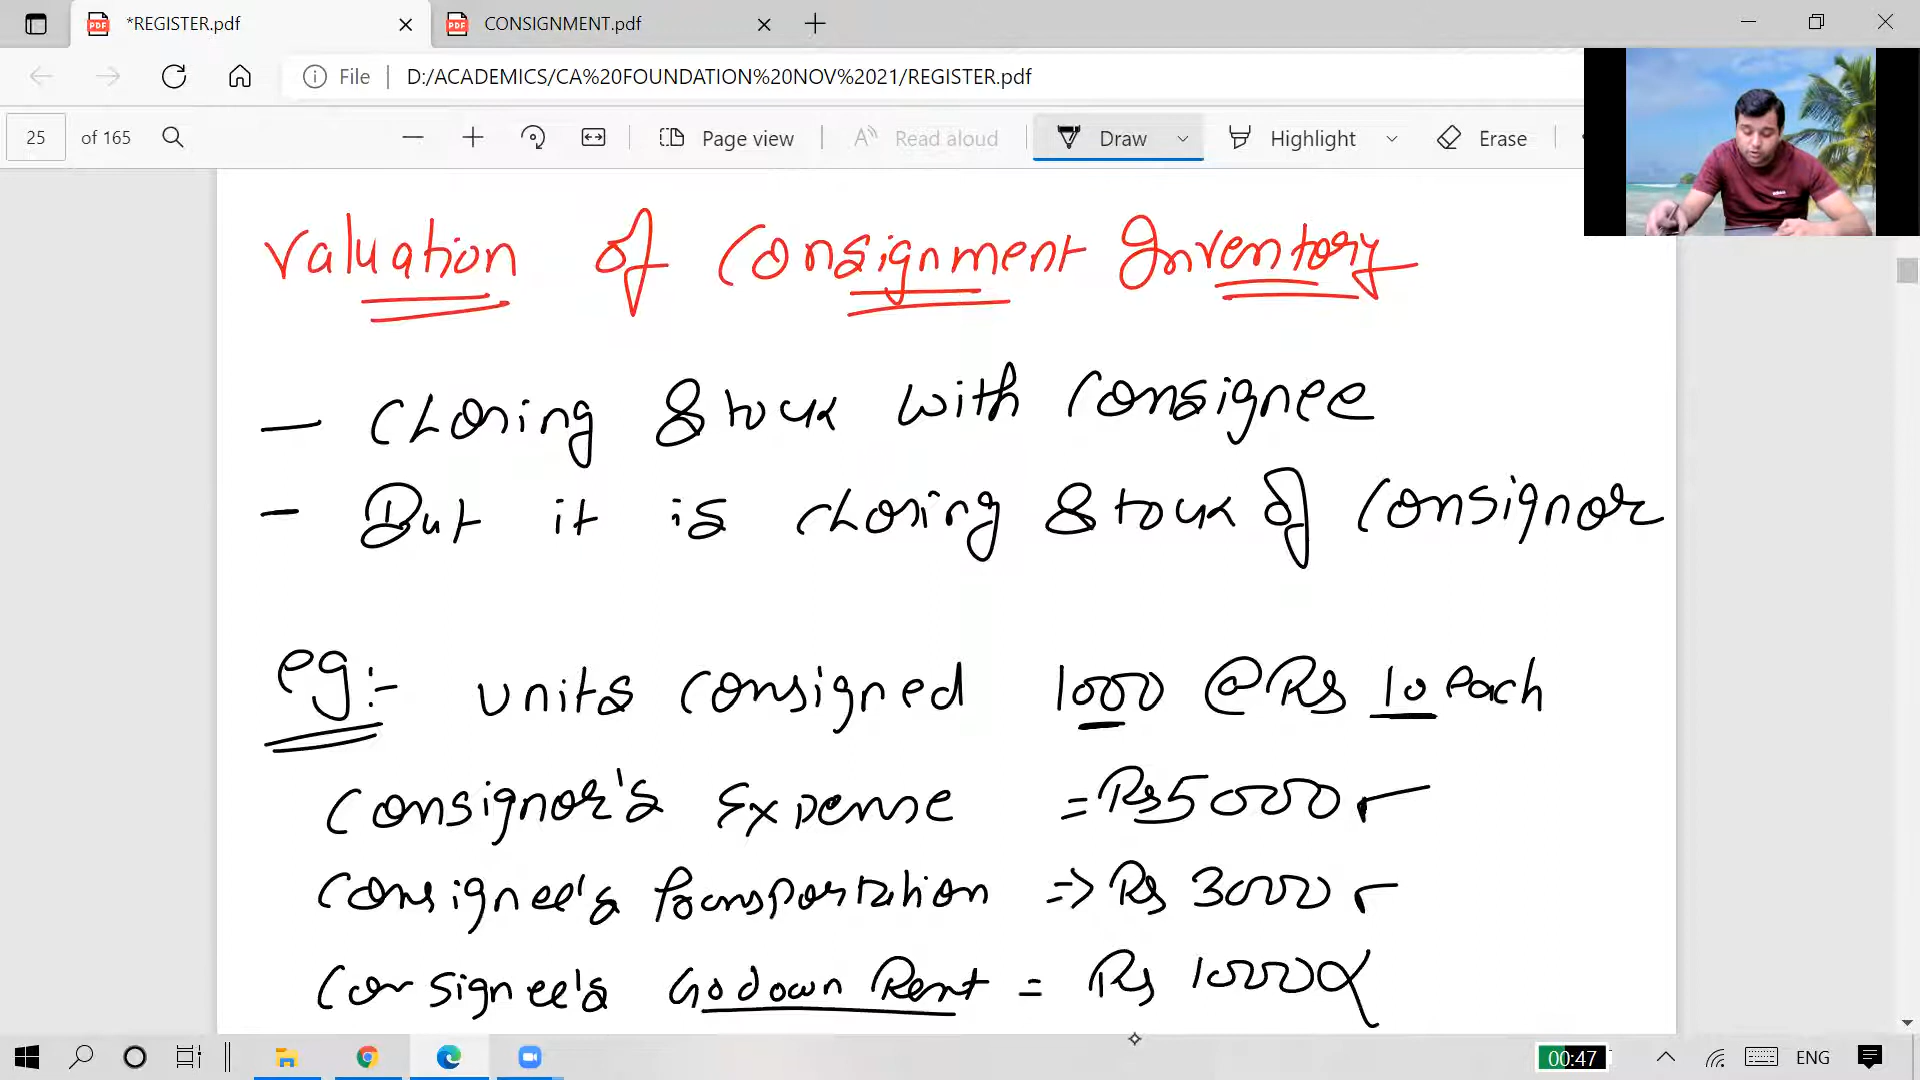 *REGISTER.pdf
CONSIGNMENT.pdf
File D:/ACADEMICS/CA%20FOUNDATION%20NOV%2021/REGISTER.pdf
25 of 165 Page view Read aloud Draw Highlight Erase
Valuation of Consignment Inventory
- Closing Stock with Consignee
- But it is closing Stock of Consignor
eg:- units consigned 1000 @ Rs 10 each
Consignor's Expense = Rs 5000
Consignee's Transportation => Rs 3000
Consignee's Godown Rent = Rs 1000
00:47 ENG